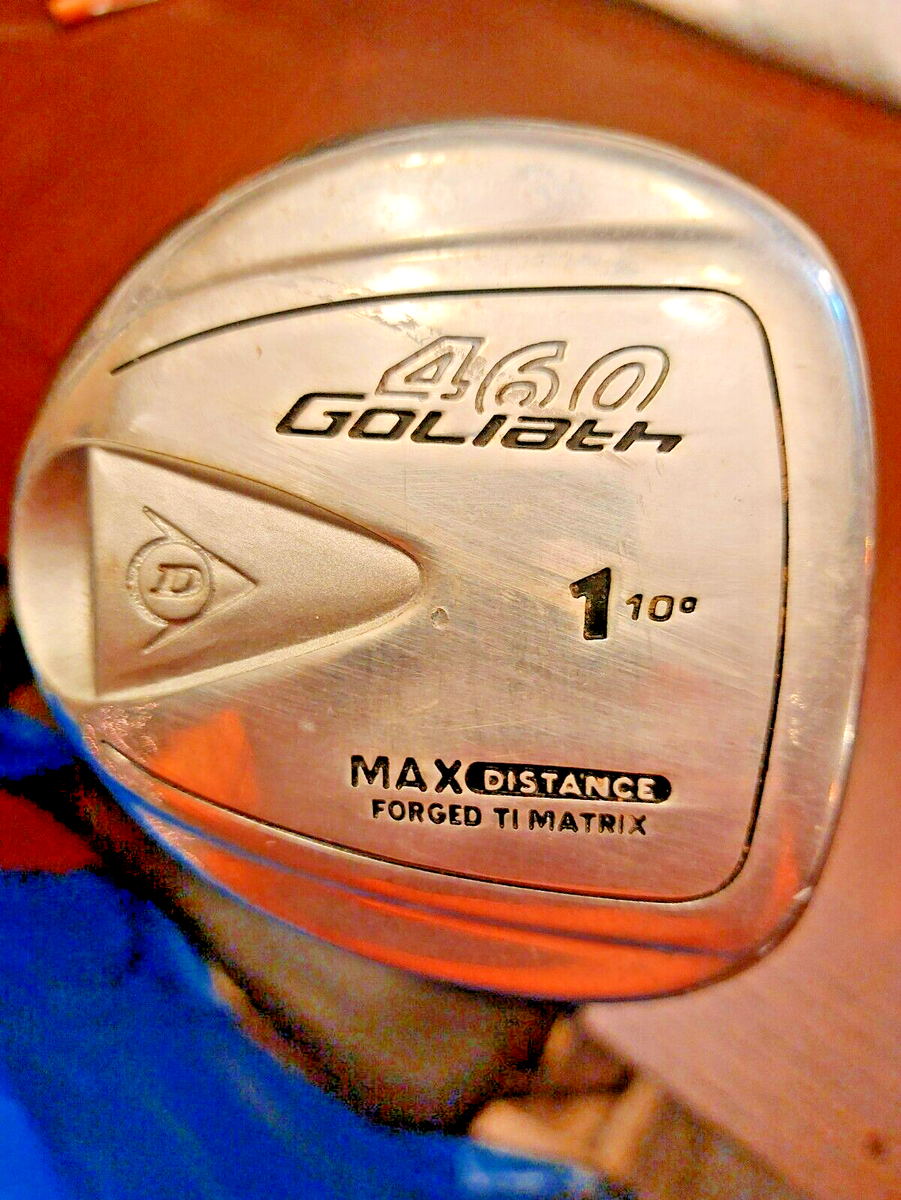 460
GOLiath
D
1 10°
MAX DISTANCE
FORGED TI MATRIX